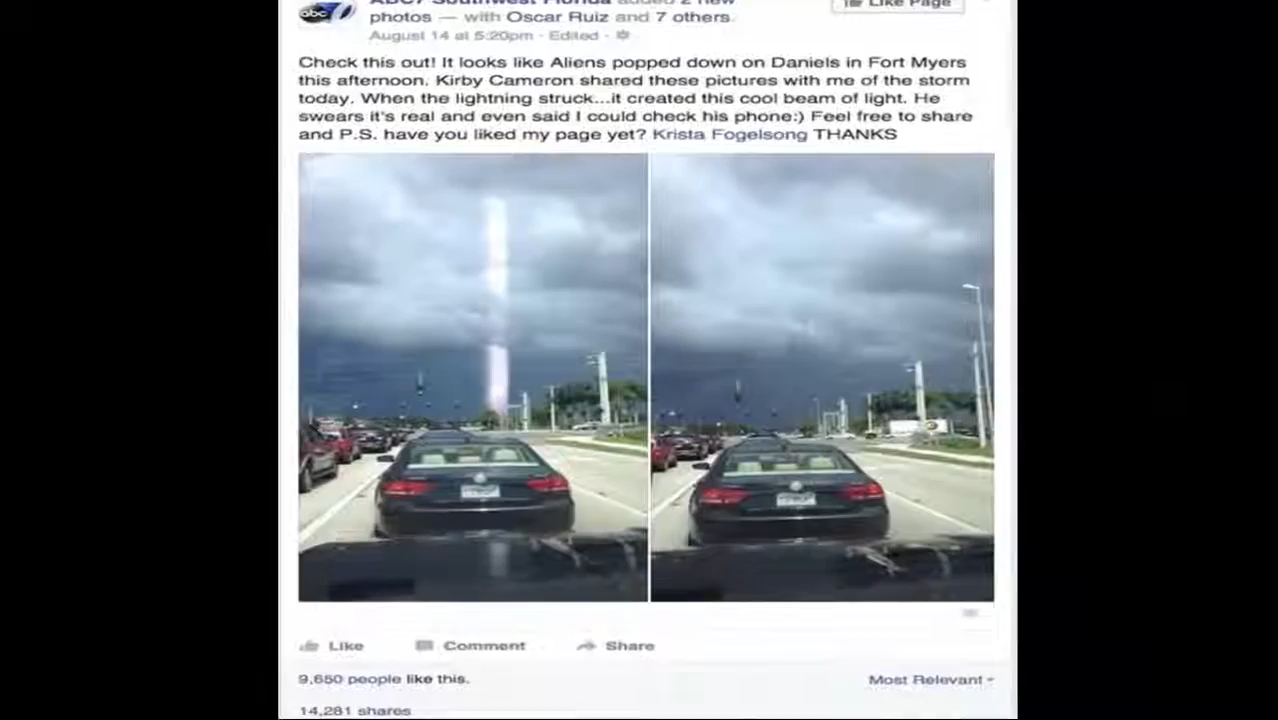 ABC7 Southwest Florida added 2 new
photos — with Oscar Ruiz and 7 others.
Like Page
abc 7
August 14 at 5:20pm · Edited ·
Check this out! It looks like Aliens popped down on Daniels in Fort Myers
this afternoon. Kirby Cameron shared these pictures with me of the storm
today. When the lightning struck...it created this cool beam of light. He
swears it's real and even said I could check his phone:) Feel free to share
and P.S. have you liked my page yet? Krista Fogelsong THANKS
Like Comment Share
9,650 people like this.
Most Relevant
14,281 shares